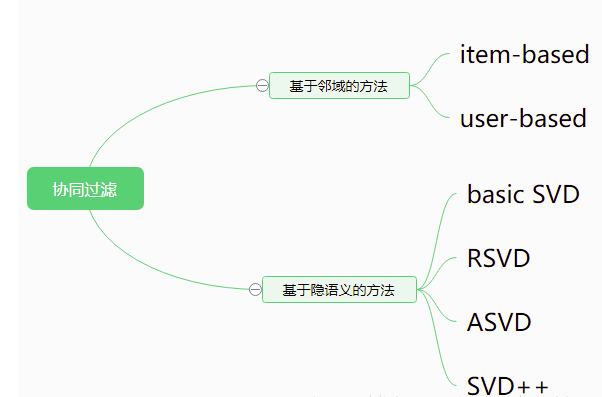 协同过滤
基于邻域的方法
item-based
user-based
基于隐语义的方法
basic SVD
RSVD
ASVD
SVD++